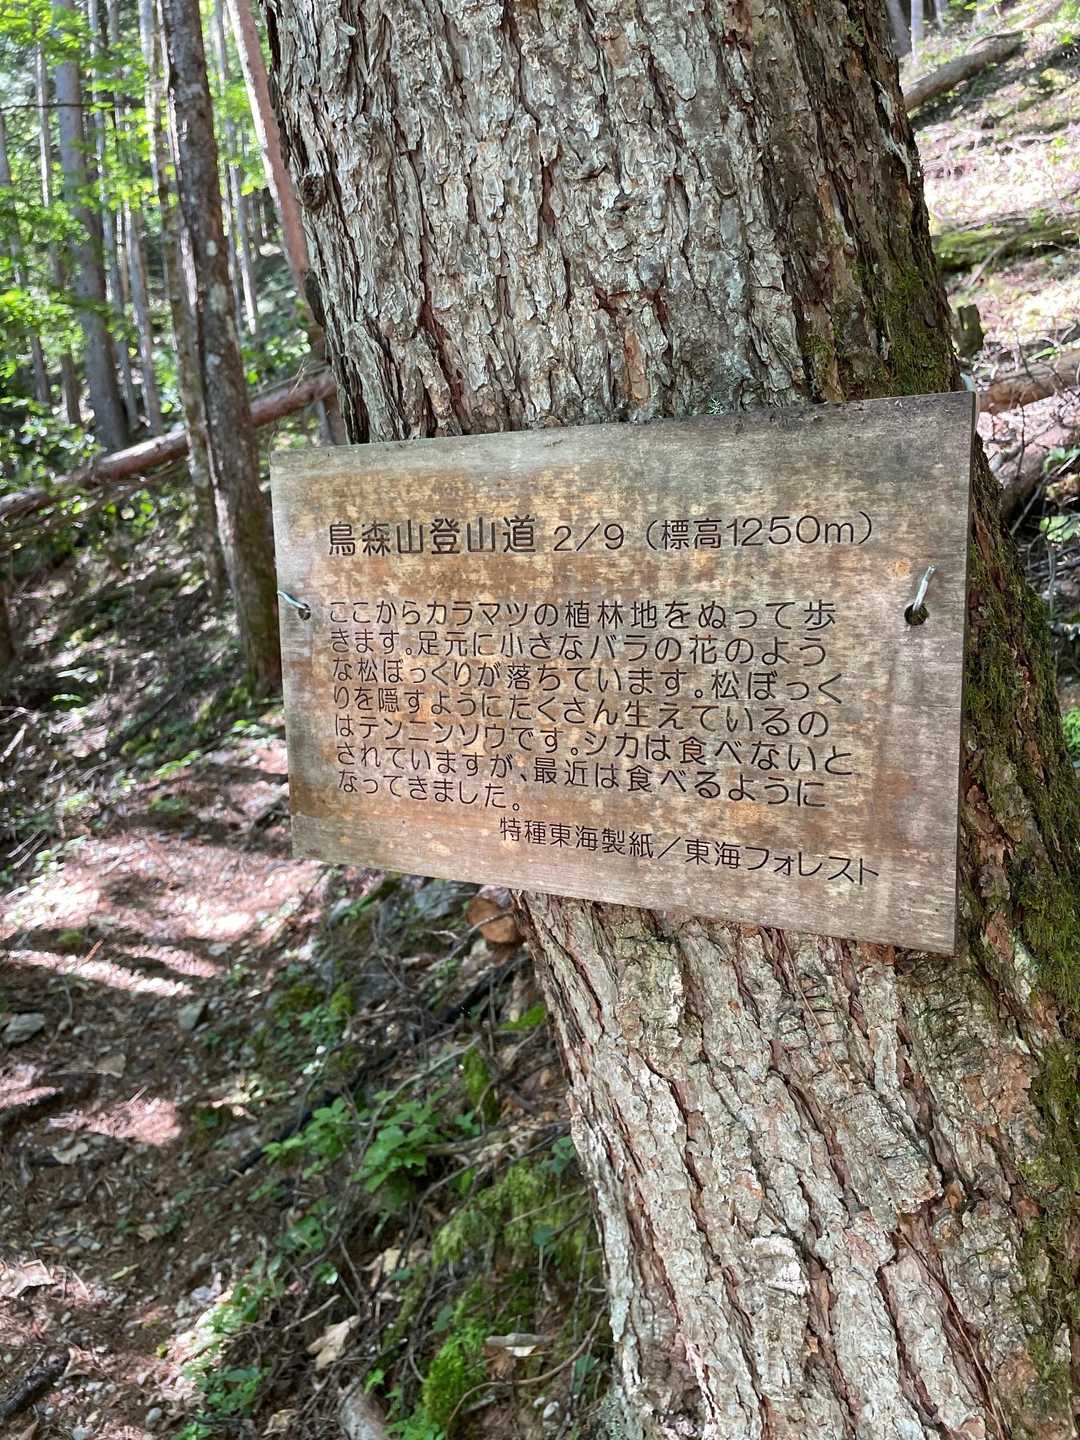 鳥森山登山道 2/9 (標高1250m)
ここからカラマツの植林地をぬって歩
きます。足元に小さなバラの花のよう
な松ぼっくりが落ちています。松ぼっく
りを隠すようにたくさん生えているの
はテンニンソウです。シカは食べないと
されていますが、最近は食べるように
なってきました。
特種東海製紙/東海フォレスト